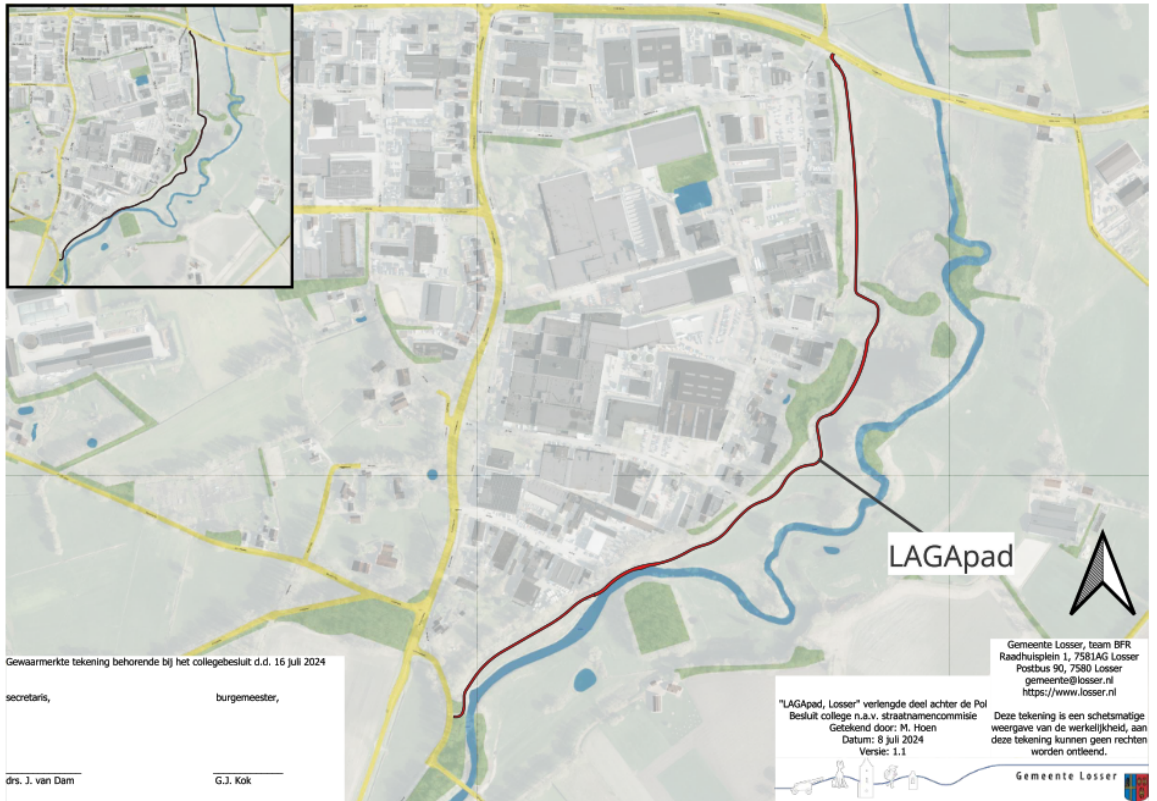 LAGApad
Gewaarmerkte tekening behorende bij het collegebesluit d.d. 16 juli 2024
secretaris,
burgemeester,
drs. J. van Dam
G.J. Kok
"LAGApad, Losser" verlengde deel achter de Pol
Besluit college n.a.v. straatnamencommisie
Getekend door: M. Hoen
Datum: 8 juli 2024
Versie: 1.1
Gemeente Losser, team BFR
Raadhuisplein 1, 7581AG Losser
Postbus 90, 7580 Losser
gemeente@losser.nl
https://www.losser.nl
Deze tekening is een schetsmatige
weergave van de werkelijkheid, aan
deze tekening kunnen geen rechten
worden ontleend.
Gemeente Losser